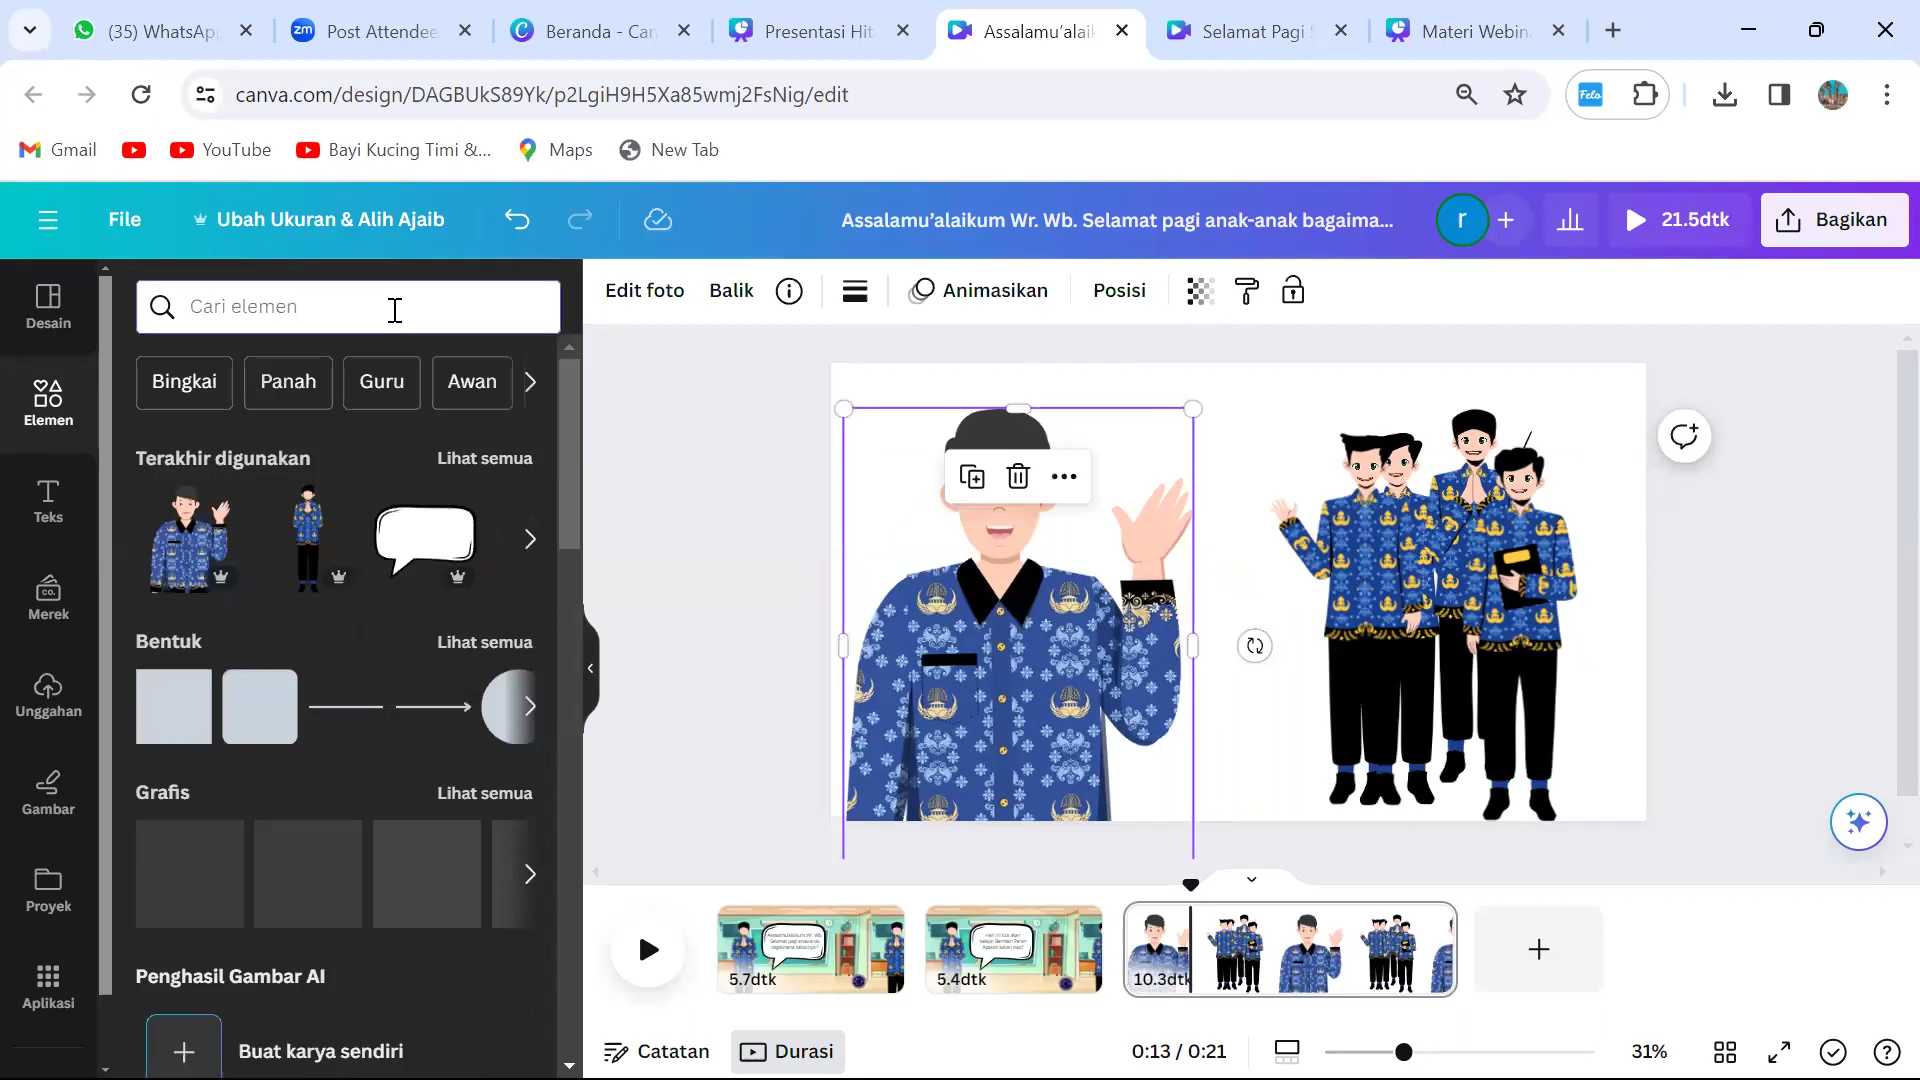 (35) WhatsApp
Post Attendee
Beranda - Can
Presentasi Hit
Assalamu'alai
Selamat Pagi S
Materi Webin
canva.com/design/DAGBUkS89Yk/p2LgiH9H5Xa85wmj2FsNig/edit
Felo
Gmail
YouTube
Bayi Kucing Timi &...
Maps
New Tab
File
Ubah Ukuran & Alih Ajaib
Assalamu'alaikum Wr. Wb. Selamat pagi anak-anak bagaima...
r
21.5dtk
Bagikan
Desain
Elemen
Teks
Merek
Unggahan
Gambar
Proyek
Aplikasi
Cari elemen
Bingkai
Panah
Guru
Awan
Terakhir digunakan
Lihat semua
Bentuk
Lihat semua
Grafis
Lihat semua
Penghasil Gambar AI
Buat karya sendiri
Edit foto
Balik
Animasikan
Posisi
5.7dtk
5.4dtk
10.3dtk
Catatan
Durasi
0:13 / 0:21
31%